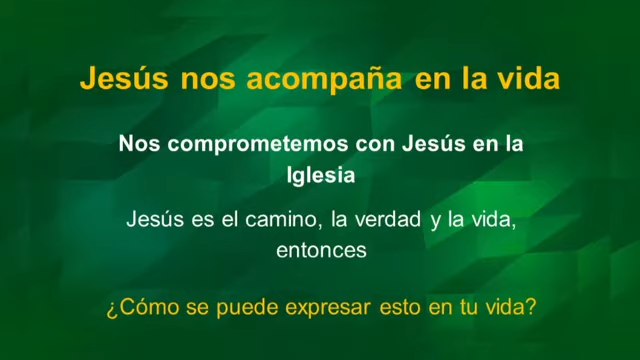 Jesús nos acompaña en la vida
Nos comprometemos con Jesús en la
Iglesia
Jesús es el camino, la verdad y la vida,
entonces
¿Cómo se puede expresar esto en tu vida?